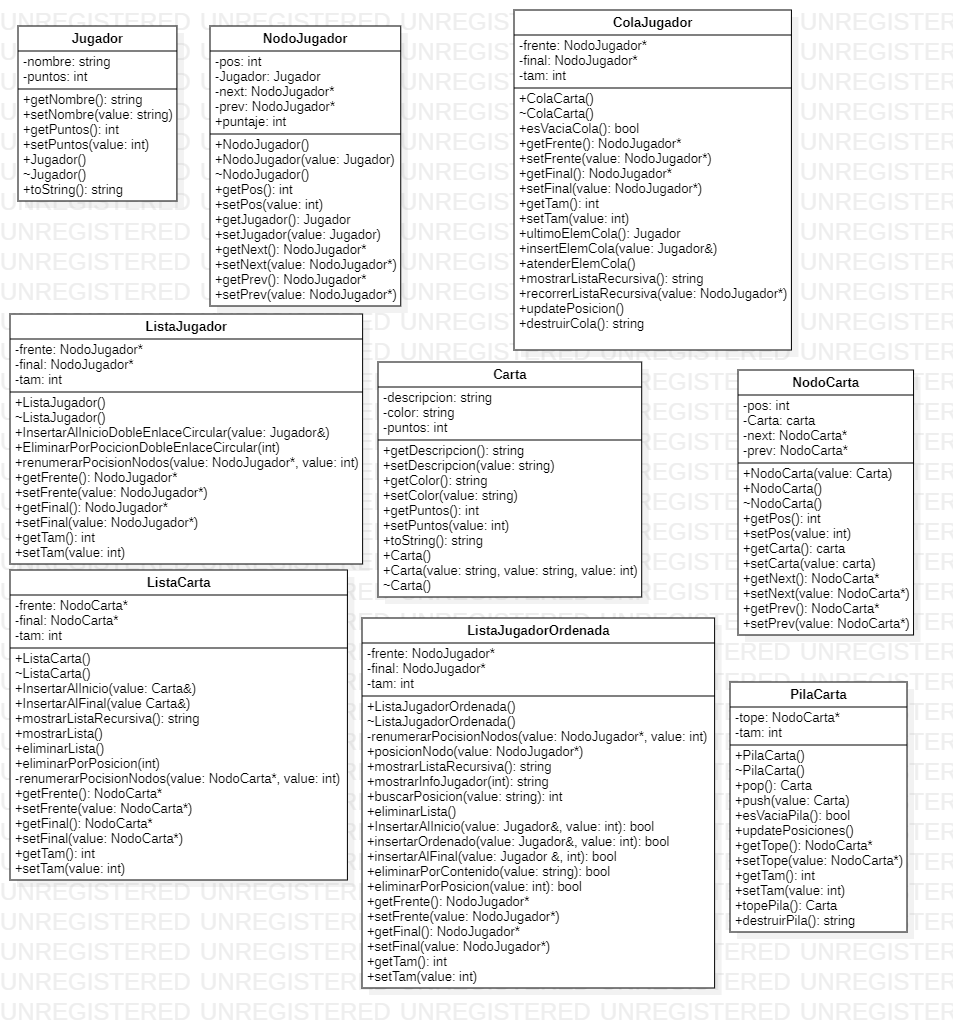 Jugador
-nombre: string
-puntos: int
+getNombre(): string
+setNombre(value: string)
+getPuntos(): int
+setPuntos(value: int)
+Jugador()
~Jugador()
+toString(): string
NodoJugador
-pos: int
-Jugador: Jugador
-next: NodoJugador*
-prev: NodoJugador*
+puntaje: int
+NodoJugador()
+NodoJugador(value: Jugador)
~NodoJugador()
+getPos(): int
+setPos(value: int)
+getJugador(): Jugador
+setJugador(value: Jugador)
+getNext(): NodoJugador*
+setNext(value: NodoJugador*)
+getPrev(): NodoJugador*
+setPrev(value: NodoJugador*)
ColaJugador
-frente: NodoJugador*
-final: NodoJugador*
-tam: int
+ColaCarta()
~ColaCarta()
+esVaciaCola(): bool
+getFrente(): NodoJugador*
+setFrente(value: NodoJugador*)
+getFinal(): NodoJugador*
+setFinal(value: NodoJugador*)
+getTam(): int
+setTam(value: int)
+ultimoElemCola(): Jugador
+insertElemCola(value: Jugador&)
+atenderElemCola()
+mostrarListaRecursiva(): string
+recorrerListaRecursiva(value: NodoJugador*)
+updatePosicion()
+destruirCola(): string
ListaJugador
-frente: NodoJugador*
-final: NodoJugador*
-tam: int
+ListaJugador()
~ListaJugador()
+InsertarAlInicioDobleEnlaceCircular(value: Jugador&)
+EliminarPorPocicionDobleEnlaceCircular(int)
+renumerarPocisionNodos(value: NodoJugador*, value: int)
+getFrente(): NodoJugador*
+setFrente(value: NodoJugador*)
+getFinal(): NodoJugador*
+setFinal(value: NodoJugador*)
+getTam(): int
+setTam(value: int)
Carta
-descripcion: string
-color: string
-puntos: int
+getDescripcion(): string
+setDescripcion(value: string)
+getColor(): string
+setColor(value: string)
+getPuntos(): int
+setPuntos(value: int)
+toString(): string
+Carta()
+Carta(value: string, value: string, value: int)
~Carta()
NodoCarta
-pos: int
-Carta: carta
-next: NodoCarta*
-prev: NodoCarta*
+NodoCarta(value: Carta)
+NodoCarta()
~NodoCarta()
+getPos(): int
+setPos(value: int)
+getCarta(): carta
+setCarta(value: carta)
+getNext(): NodoCarta*
+setNext(value: NodoCarta*)
+getPrev(): NodoCarta*
+setPrev(value: NodoCarta*)
ListaCarta
-frente: NodoCarta*
-final: NodoCarta*
-tam: int
+ListaCarta()
~ListaCarta()
+InsertarAlInicio(value: Carta&)
+InsertarAlFinal(value Carta&)
+mostrarListaRecursiva(): string
+mostrarLista()
+eliminarLista()
+eliminarPorPosicion(int)
-renumerarPocisionNodos(value: NodoCarta*, value: int)
+getFrente(): NodoCarta*
+setFrente(value: NodoCarta*)
+getFinal(): NodoCarta*
+setFinal(value: NodoCarta*)
+getTam(): int
+setTam(value: int)
ListaJugadorOrdenada
-frente: NodoJugador*
-final: NodoJugador*
-tam: int
+ListaJugadorOrdenada()
~ListaJugadorOrdenada()
-renumerarPocisionNodos(value: NodoJugador*, value: int)
+posicionNodo(value: NodoJugador*)
+mostrarListaRecursiva(): string
+mostrarInfoJugador(int): string
+buscarPosicion(value: string): int
+eliminarLista()
+InsertarAlInicio(value: Jugador&, value: int): bool
+insertarOrdenado(value: Jugador&, value: int): bool
+insertarAlFinal(value: Jugador &, int): bool
+eliminarPorContenido(value: string): bool
+eliminarPorPosicion(value: int): bool
+getFrente(): NodoJugador*
+setFrente(value: NodoJugador*)
+getFinal(): NodoJugador*
+setFinal(value: NodoJugador*)
+getTam(): int
+setTam(value: int)
PilaCarta
-tope: NodoCarta*
-tam: int
+PilaCarta()
~PilaCarta()
+pop(): Carta
+push(value: Carta)
+esVaciaPila(): bool
+updatePosiciones()
+getTope(): NodoCarta*
+setTope(value: NodoCarta*)
+getTam(): int
+setTam(value: int)
+topePila(): Carta
+destruirPila(): string
UNREGISTERED